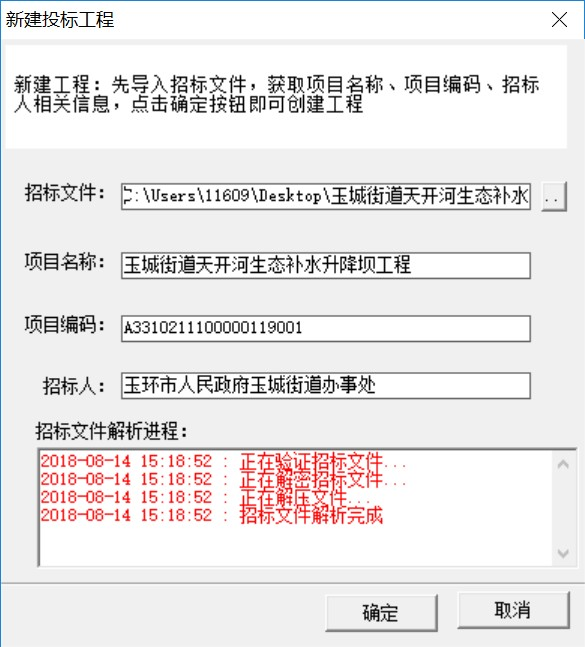 新建投标工程
新建工程：先导入招标文件，获取项目名称、项目编码、招标
人相关信息，点击确定按钮即可创建工程
招标文件： C:\Users\11609\Desktop\玉城街道天开河生态补水 ..
项目名称： 玉城街道天开河生态补水升降坝工程
项目编码： A3310211100000119001
招标人： 玉环市人民政府玉城街道办事处
招标文件解析进程：
2018-08-14 15:18:52 : 正在验证招标文件...
2018-08-14 15:18:52 : 正在解密招标文件...
2018-08-14 15:18:52 : 正在解压文件...
2018-08-14 15:18:52 : 招标文件解析完成
确定 取消